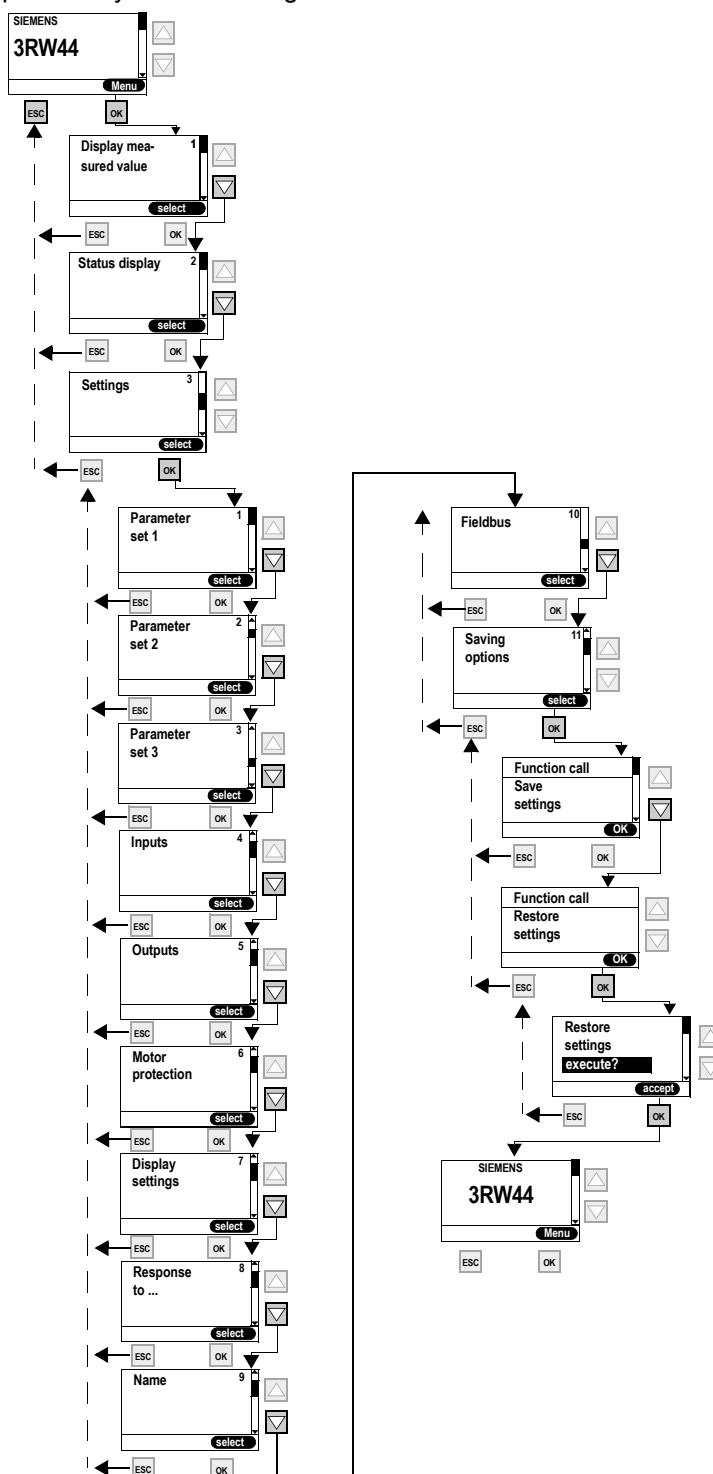 SIEMENS
3RW44
Menu
ESC
OK
Display mea-
sured value
1
select
ESC
OK
Status display
2
select
ESC
OK
Settings
3
select
ESC
OK
Parameter
set 1
1
select
ESC
OK
Parameter
set 2
2
select
ESC
OK
Parameter
set 3
3
select
ESC
OK
Inputs
4
select
ESC
OK
Outputs
5
select
ESC
OK
Motor
protection
6
select
ESC
OK
Display
settings
7
select
ESC
OK
Response
to ...
8
select
ESC
OK
Name
9
select
ESC
OK
Fieldbus
10
select
ESC
OK
Saving
options
11
select
ESC
OK
Function call
Save
settings
OK
ESC
OK
Function call
Restore
settings
OK
ESC
OK
Restore
settings
execute?
accept
ESC
OK
SIEMENS
3RW44
Menu
ESC
OK